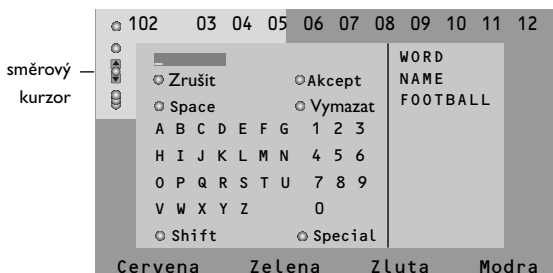 102 03 04 05 06 07 08 09 10 11 12
směrový
kurzor
Zrušit Akcept
Space Vymazat
A B C D E F G 1 2 3
H I J K L M N 4 5 6
O P Q R S T U 7 8 9
V W X Y Z 0
Shift Special
WORD
NAME
FOOTBALL
Cervena Zelena Zluta Modra